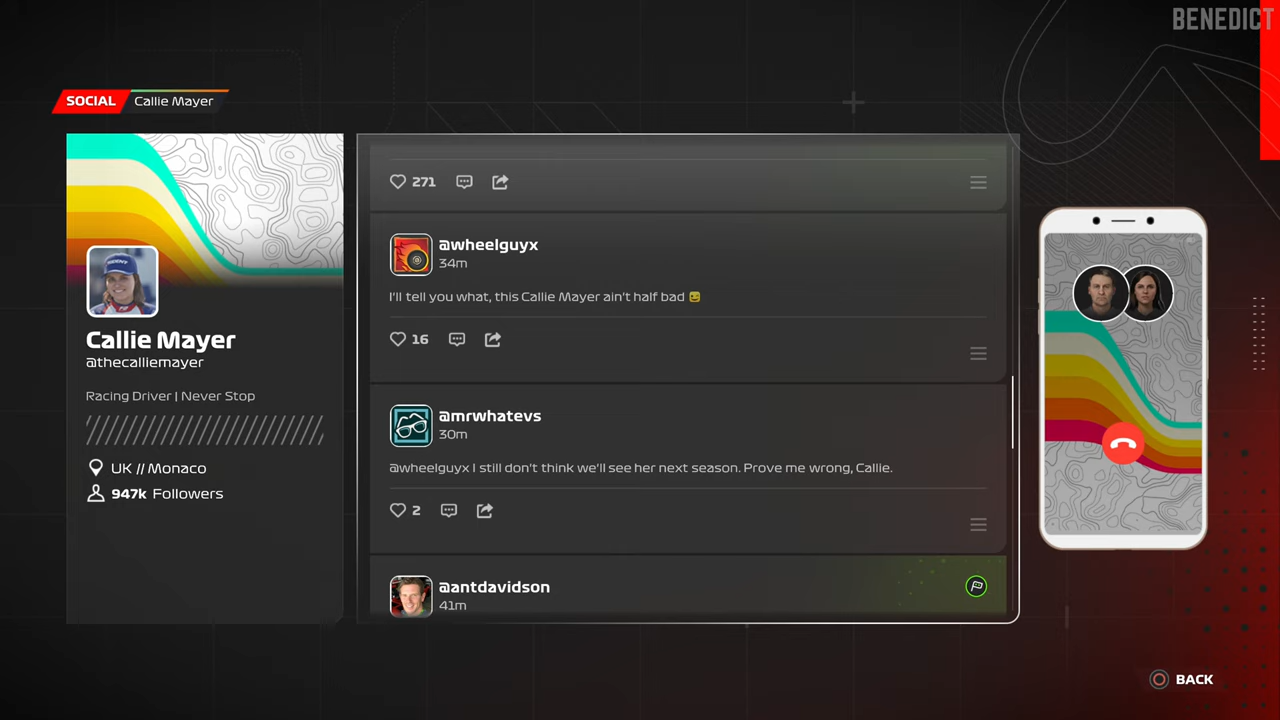 BENEDICT
SOCIAL
Callie Mayer
271
@wheelguyx
34m
I'll tell you what, this Callie Mayer ain't half bad
16
@mrwhatevs
30m
@wheelguyx I still don't think we'll see her next season. Prove me wrong, Callie.
2
@antdavidson
41m
Callie Mayer
@thecalliemayer
Racing Driver | Never Stop
UK // Monaco
947k Followers
BACK